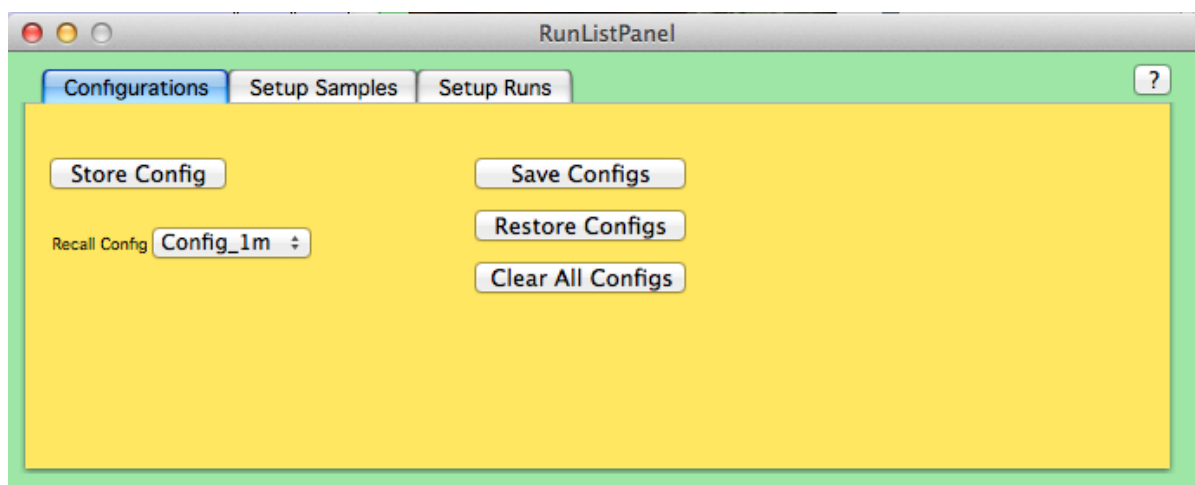 RunListPanel
Configurations Setup Samples Setup Runs ?
Store Config Save Configs
Restore Configs
Recall Config Config_1m
Clear All Configs